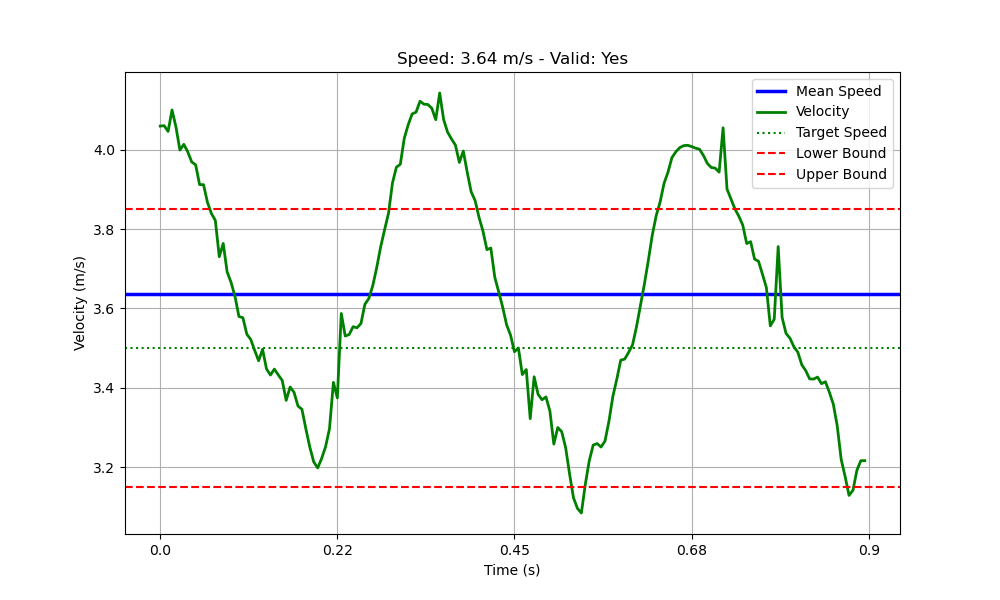 Speed: 3.64 m/s - Valid: Yes
Mean Speed
Velocity
Target Speed
Lower Bound
Upper Bound
Velocity (m/s)
4.0
3.8
3.6
3.4
3.2
0.0 0.22 0.45 0.68 0.9
Time (s)